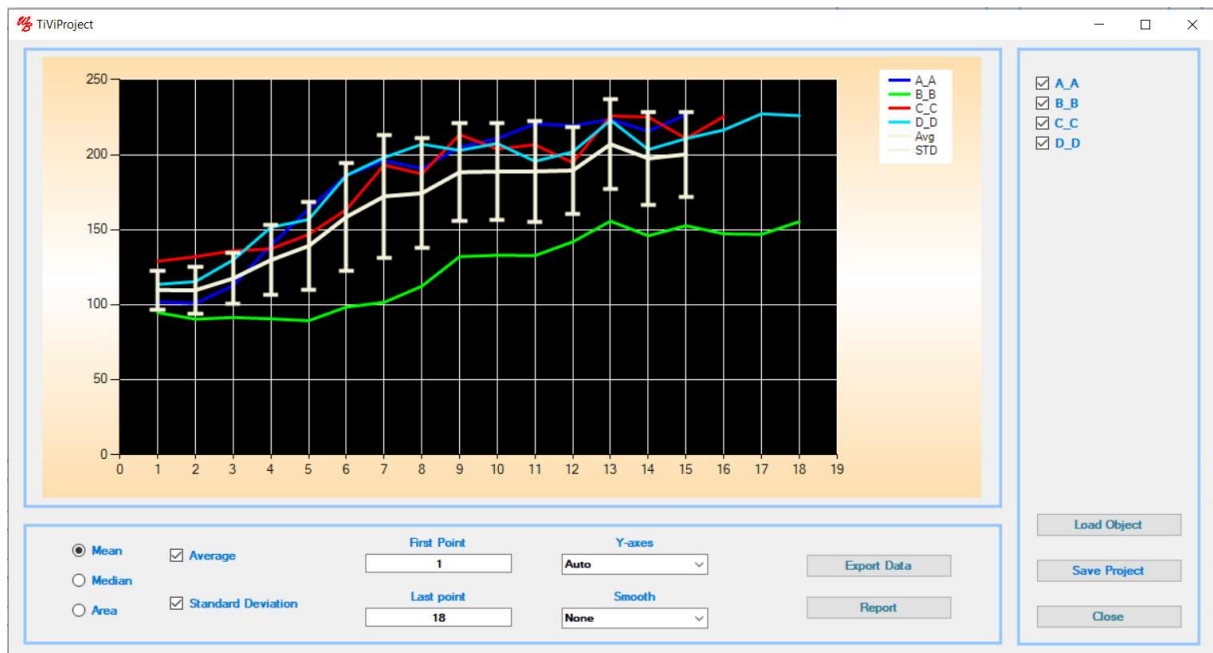 TiViProject
250
200
150
100
50
0
0 1 2 3 4 5 6 7 8 9 10 11 12 13 14 15 16 17 18 19
A_A
B_B
C_C
D_D
Avg
STD
A_A
B_B
C_C
D_D
Mean
Median
Area
Average
Standard Deviation
First Point
1
Last point
18
Y-axes
Auto
Smooth
None
Export Data
Report
Load Object
Save Project
Close